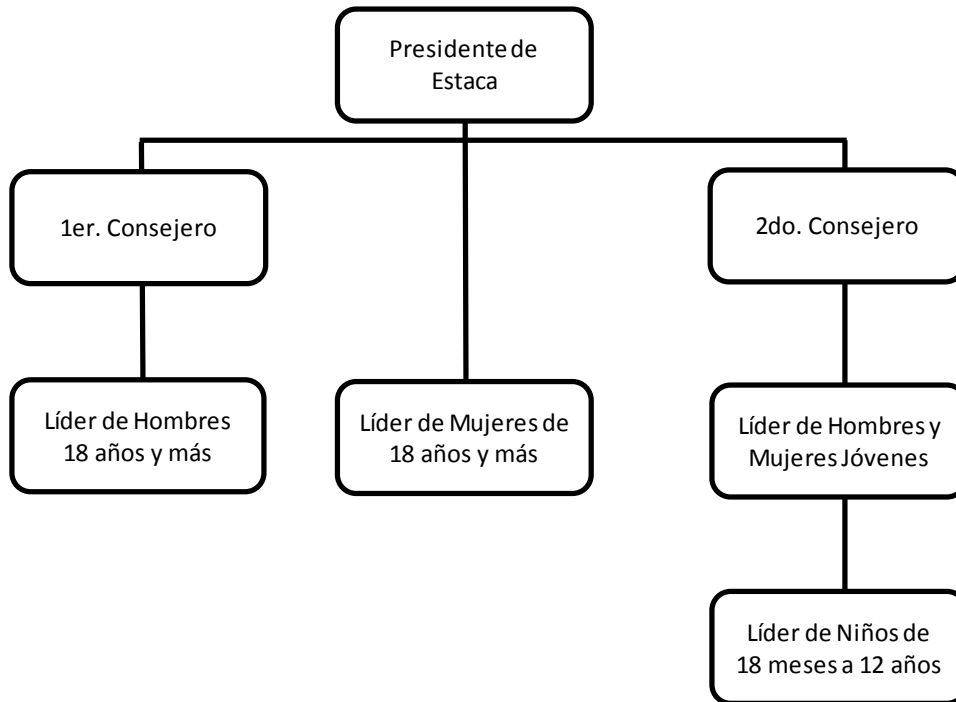 Presidente de
Estaca
1er. Consejero
2do. Consejero
Líder de Hombres
18 años y más
Líder de Mujeres de
18 años y más
Líder de Hombres y
Mujeres Jóvenes
Líder de Niños de
18 meses a 12 años